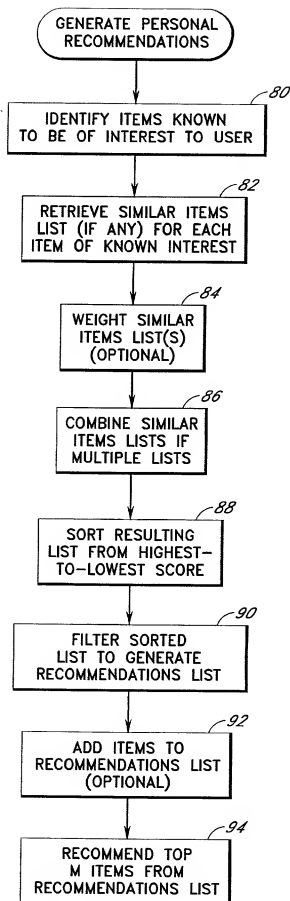 GENERATE PERSONAL
RECOMMENDATIONS
80
IDENTIFY ITEMS KNOWN
TO BE OF INTEREST TO USER
82
RETRIEVE SIMILAR ITEMS
LIST (IF ANY) FOR EACH
ITEM OF KNOWN INTEREST
84
WEIGHT SIMILAR
ITEMS LIST(S)
(OPTIONAL)
86
COMBINE SIMILAR
ITEMS LISTS IF
MULTIPLE LISTS
88
SORT RESULTING
LIST FROM HIGHEST-
TO-LOWEST SCORE
90
FILTER SORTED
LIST TO GENERATE
RECOMMENDATIONS LIST
92
ADD ITEMS TO
RECOMMENDATIONS LIST
(OPTIONAL)
94
RECOMMEND TOP
M ITEMS FROM
RECOMMENDATIONS LIST